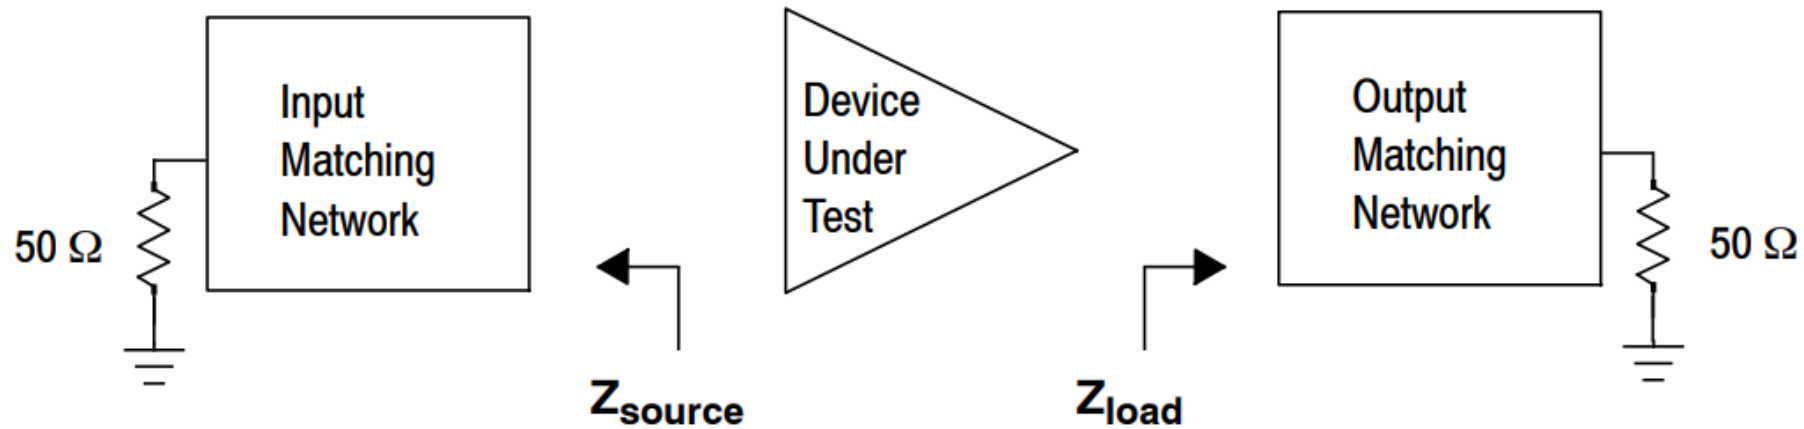 Input
Matching
Network
50 Ω
Device
Under
Test
Output
Matching
Network
50 Ω
Zsource
Zload